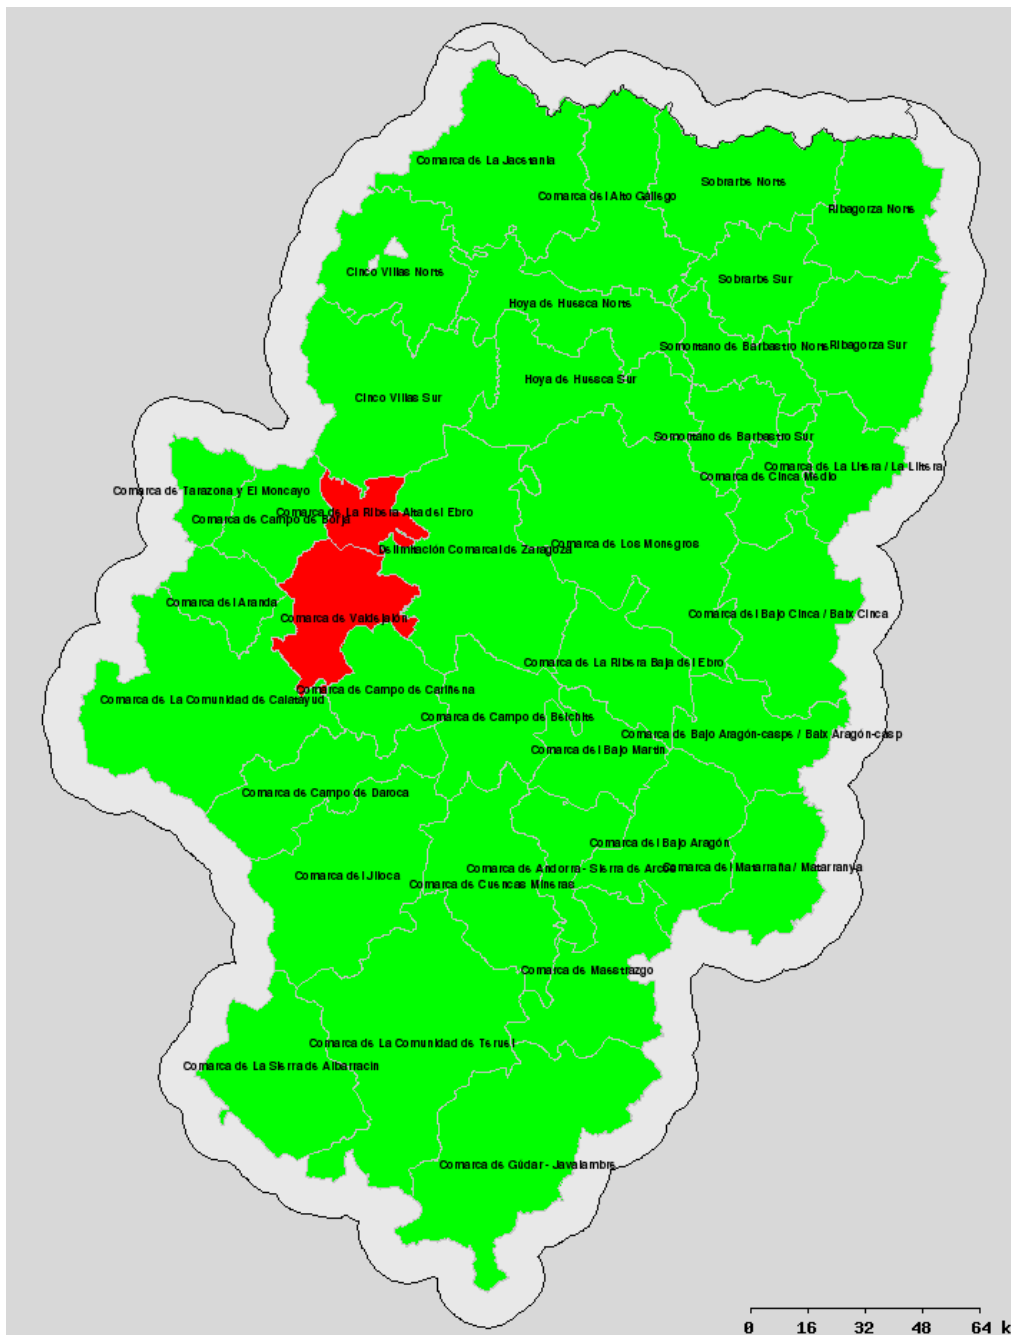 Comarca de La Jacetania
Comarca del Alto Gállego
Sobrarbe Norte
Ribagorza Norte
Cinco Villas Norte
Sobrarbe Sur
Hoya de Huesca Norte
Somontano de Barbastro Norte
Ribagorza Sur
Hoya de Huesca Sur
Cinco Villas Sur
Somontano de Barbastro Sur
Comarca de La Litera / La Llitera
Comarca de Cinca Medio
Comarca de Tarazona y El Moncayo
Comarca de La Ribera Alta del Ebro
Comarca de Campo de Borja
Comarca de Los Monegros
Delimitación Comarcal de Zaragoza
Comarca del Aranda
Comarca del Bajo Cinca / Baix Cinca
Comarca de Valdejalón
Comarca de La Ribera Baja del Ebro
Comarca de Campo de Cariñena
Comarca de La Comunidad de Calatayud
Comarca de Campo de Belchite
Comarca de Bajo Aragón-caspe / Baix Aragón-casp
Comarca del Bajo Martín
Comarca de Campo de Daroca
Comarca del Bajo Aragón
Comarca de Andorra - Sierra de Arcos
Comarca del Matarraña / Matarranya
Comarca del Jiloca
Comarca de Cuencas Mineras
Comarca de Maestrazgo
Comarca de La Comunidad de Teruel
Comarca de La Sierra de Albarracín
Comarca de Gúdar - Javalambre
0 16 32 48 64 k